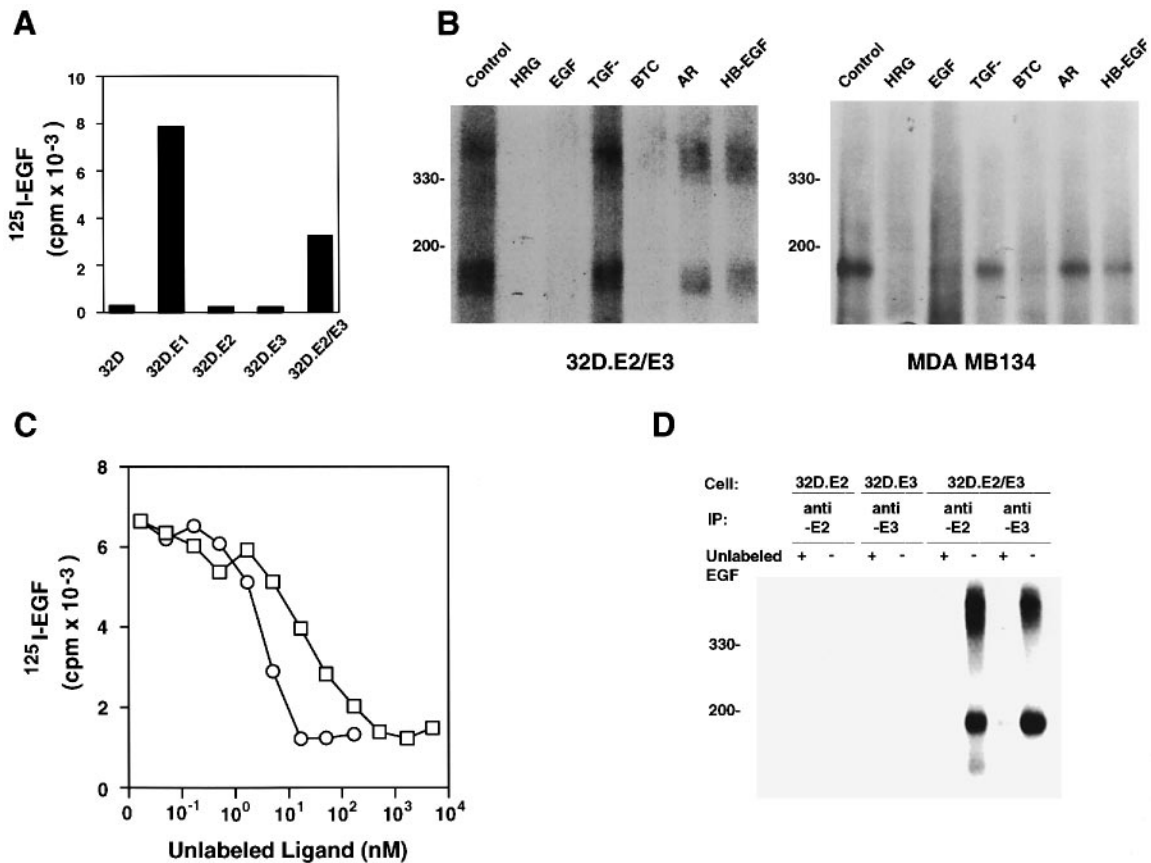 A
¹²⁵I-EGF
(cpm x 10⁻³)
10
8
6
4
2
0
32D
32D.E1
32D.E2
32D.E3
32D.E2/E3
B
Control
HRG
EGF
TGF-
BTC
AR
HB-EGF
330-
200-
32D.E2/E3
Control
HRG
EGF
TGF-
BTC
AR
HB-EGF
330-
200-
MDA MB134
C
¹²⁵I-EGF
(cpm x 10⁻³)
8
6
4
2
0
0 10⁻¹ 10⁰ 10¹ 10² 10³ 10⁴
Unlabeled Ligand (nM)
D
Cell: 32D.E2 32D.E3 32D.E2/E3
IP: anti -E2 anti -E3 anti -E2 anti -E3
Unlabeled EGF + - + - + - + -
330-
200-